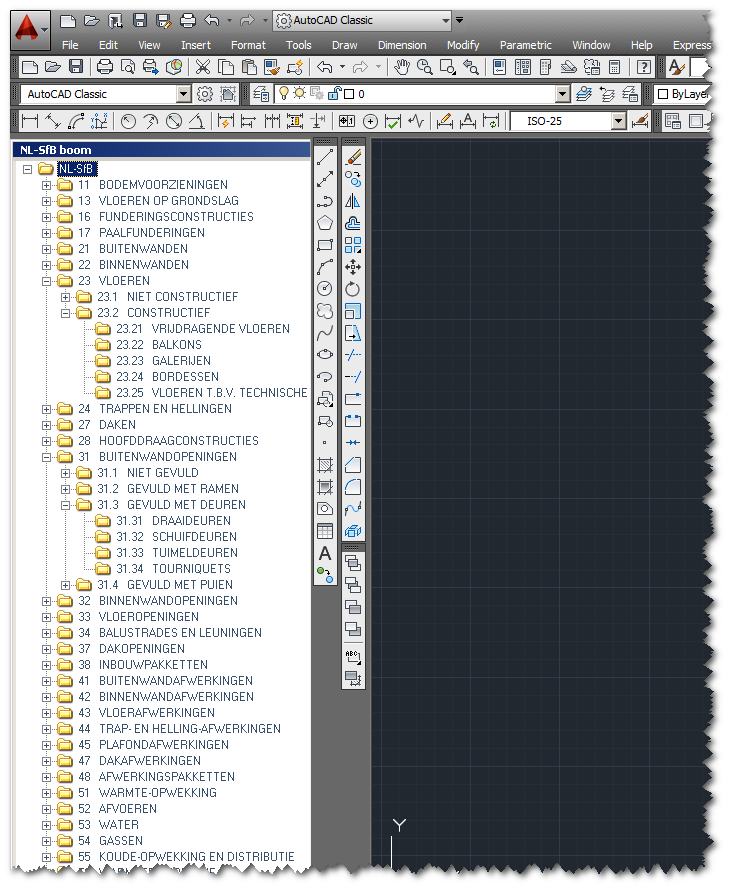 AutoCAD Classic
File Edit View Insert Format Tools Draw Dimension Modify Parametric Window Help Express
AutoCAD Classic 0 ByLayer
ISO-25
NL-SfB boom
NL-SfB
11 BODEMVOORZIENINGEN
13 VLOEREN OP GRONDSLAG
16 FUNDERINGSCONSTRUCTIES
17 PAALFUNDERINGEN
21 BUITENWANDEN
22 BINNENWANDEN
23 VLOEREN
23.1 NIET CONSTRUCTIEF
23.2 CONSTRUCTIEF
23.21 VRIJDRAGENDE VLOEREN
23.22 BALKONS
23.23 GALERIJEN
23.24 BORDESSEN
23.25 VLOEREN T.B.V. TECHNISCHE
24 TRAPPEN EN HELLINGEN
27 DAKEN
28 HOOFDDRAAGCONSTRUCTIES
31 BUITENWANDOPENINGEN
31.1 NIET GEVULD
31.2 GEVULD MET RAMEN
31.3 GEVULD MET DEUREN
31.31 DRAAIDEUREN
31.32 SCHUIFDEUREN
31.33 TUIMELDEUREN
31.34 TOURNIQUETS
31.4 GEVULD MET PUIEN
32 BINNENWANDOPENINGEN
33 VLOEROPENINGEN
34 BALUSTRADES EN LEUNINGEN
37 DAKOPENINGEN
38 INBOUWPAKKETTEN
41 BUITENWANDAFWERKINGEN
42 BINNENWANDAFWERKINGEN
43 VLOERAFWERKINGEN
44 TRAP- EN HELLING-AFWERKINGEN
45 PLAFONDAFWERKINGEN
47 DAKAFWERKINGEN
48 AFWERKINGSPAKKETTEN
51 WARMTE-OPWEKKING
52 AFVOEREN
53 WATER
54 GASSEN
55 KOUDE-OPWEKKING EN DISTRIBUTIE
A
ABC
Y